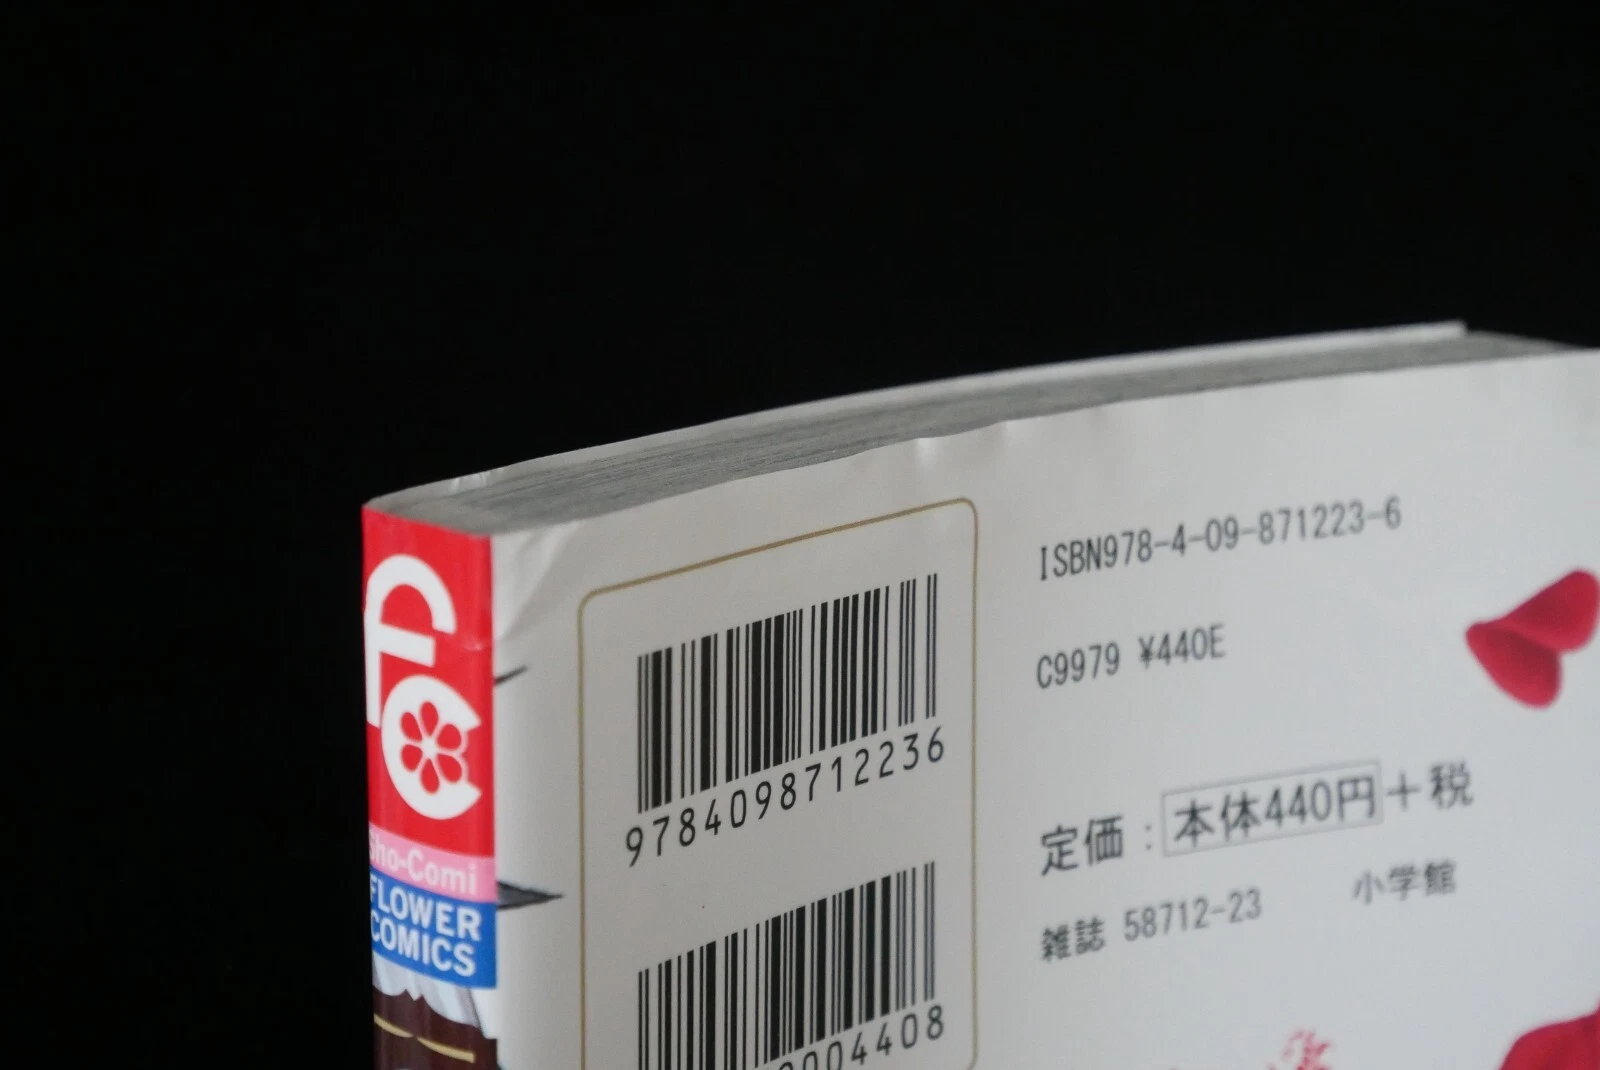 FC
Sho-Comi
FLOWER
COMICS
9784098712236
0004408
ISBN978-4-09-871223-6
C9979 ¥440E
定価：本体440円＋税
雑誌 58712-23 小学館